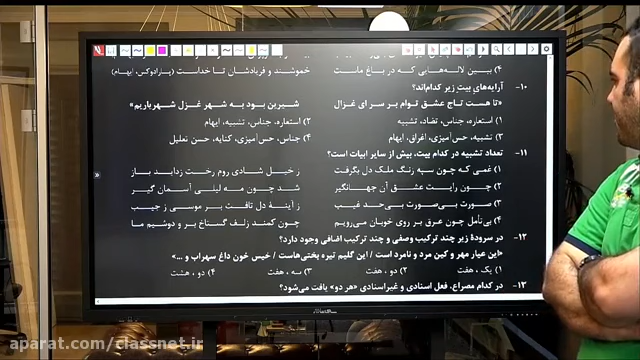 ۴) ببین لاله‌هایی که در باغ ماست خموشند و فریادشان تا خداست (پارادوکس، ایهام)
۱۰- آرایه‌های بیت زیر کدام‌اند؟
«تا هست تاج عشق توام بر سر ای غزال شیرین بود به شهر غزل شهریاریم»
۱) استعاره، جناس، تضاد، تشبیه ۲) استعاره، جناس، تشبیه، ایهام
۳) تشبیه، حس‌آمیزی، اغراق، ایهام ۴) جناس، حس‌آمیزی، کنایه، حسن تعلیل
۱۱- تعداد تشبیه در کدام بیت، بیش از سایر ابیات است؟
۱) غمی که چون سپه زنگ ملک دل بگرفت ز خیل شادی روم رخت زداید باز
۲) چون رایت عشق آن جهانگیر شد چون مه لیلی آسمان گیر
۳) صورت بی‌صورت بی‌حد غیب ز آینهٔ دل تافت بر موسی ز جیب
۴) بی‌تأمل چون عرق بر روی خوبان می‌رویم چون کمند زلف گستاخ بر و دوشیم ما
۱۲- در سرودهٔ زیر چند ترکیب وصفی و چند ترکیب اضافی وجود دارد؟
«این عیار مهر و کین مرد و نامرد است / این گلیم تیره بختی‌هاست / خیس خون داغ سهراب و ...»
۱) یک، هفت ۲) دو، هفت ۳) سه، هفت ۴) دو، هشت
۱۳- در کدام مصراع، فعل اسنادی و غیراسنادی «هر دو» یافت می‌شود؟
aparat.com/classnet.ir